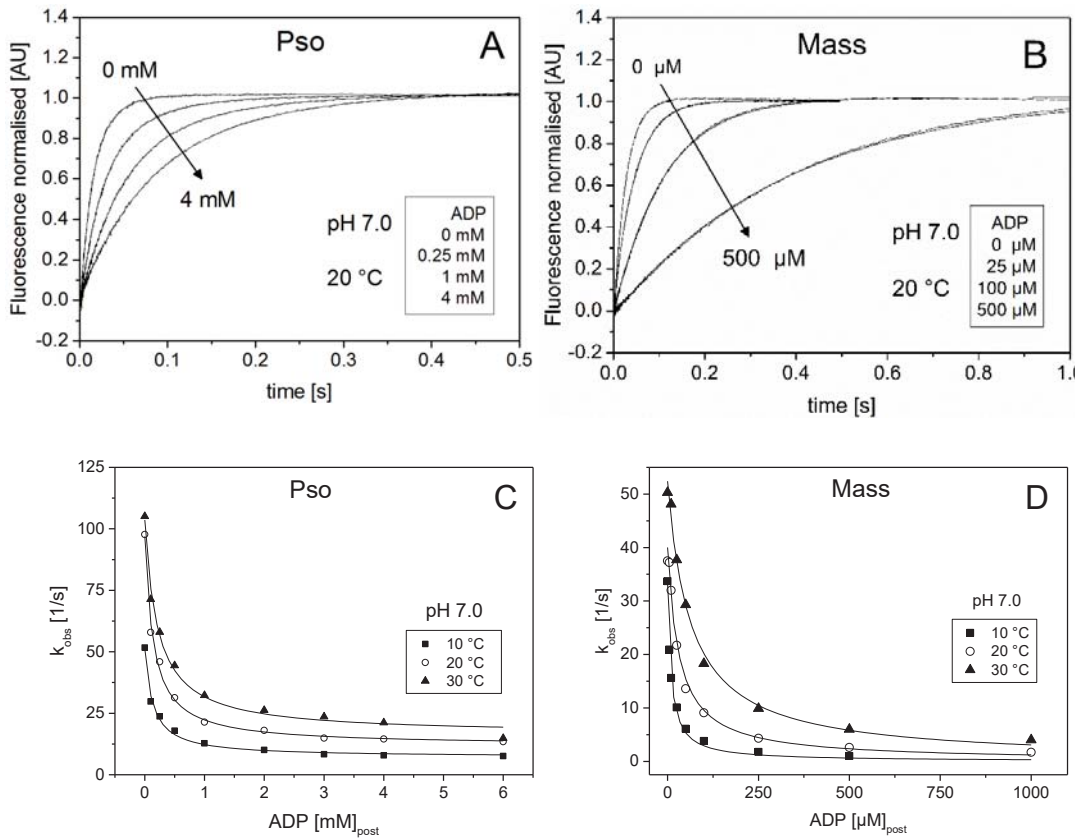 Pso
A
Fluorescence normalised [AU]
1.4
1.2
1.0
0.8
0.6
0.4
0.2
0.0
-0.2
0 mM
4 mM
pH 7.0
20 °C
ADP
0 mM
0.25 mM
1 mM
4 mM
0.0
0.1
0.2
0.3
0.4
0.5
time [s]
Mass
B
Fluorescence normalised [AU]
1.4
1.2
1.0
0.8
0.6
0.4
0.2
0.0
-0.2
0 µM
500 µM
pH 7.0
20 °C
ADP
0 µM
25 µM
100 µM
500 µM
0.0
0.2
0.4
0.6
0.8
1.0
time [s]
Pso
C
k_obs [1/s]
125
100
75
50
25
0
pH 7.0
10 °C
20 °C
30 °C
0
1
2
3
4
5
6
ADP [mM]post
Mass
D
k_obs [1/s]
50
40
30
20
10
0
pH 7.0
10 °C
20 °C
30 °C
0
250
500
750
1000
ADP [µM]post